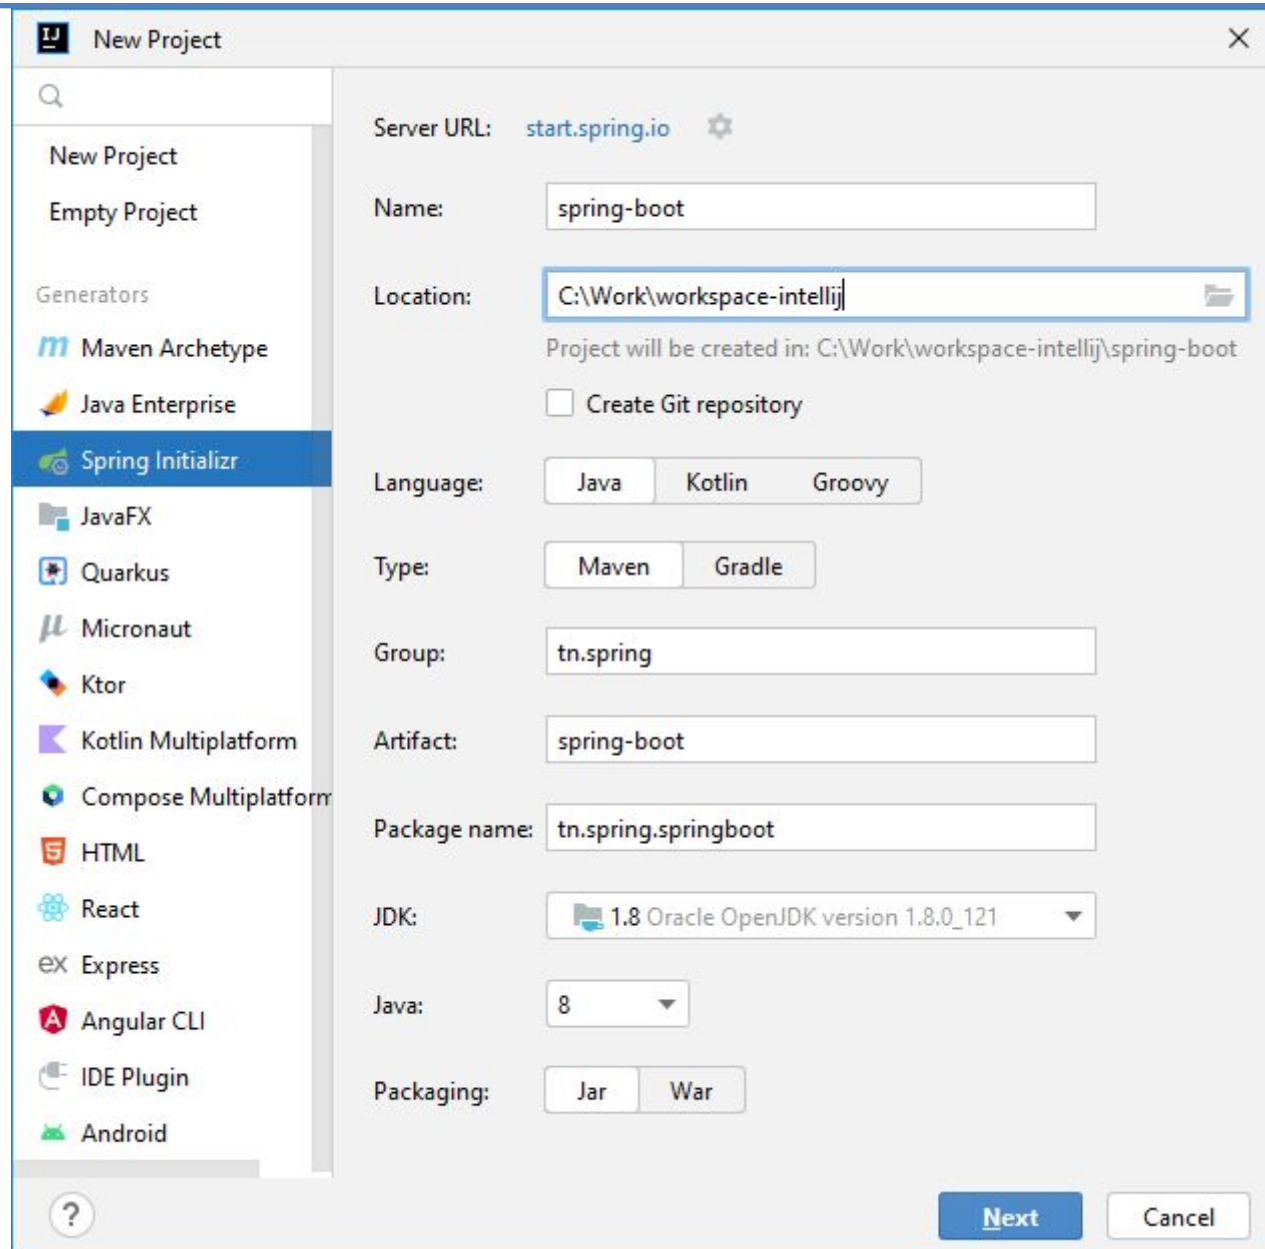 IJ New Project
New Project
Empty Project
Generators
m Maven Archetype
Java Enterprise
Spring Initializr
JavaFX
Quarkus
μ Micronaut
Ktor
Kotlin Multiplatform
Compose Multiplatform
5 HTML
React
ex Express
A Angular CLI
IDE Plugin
Android
Server URL: start.spring.io
Name: spring-boot
Location: C:\Work\workspace-intellij
Project will be created in: C:\Work\workspace-intellij\spring-boot
Create Git repository
Language: Java Kotlin Groovy
Type: Maven Gradle
Group: tn.spring
Artifact: spring-boot
Package name: tn.spring.springboot
JDK: 1.8 Oracle OpenJDK version 1.8.0_121
Java: 8
Packaging: Jar War
? Next Cancel